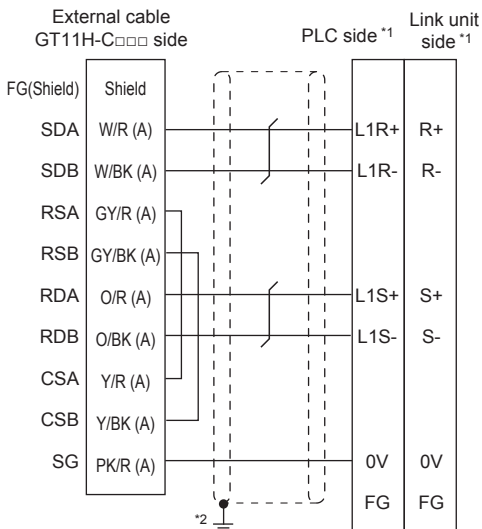 External cable
GT11H-C□□□ side
PLC side *1
Link unit
side *1
FG(Shield) Shield
SDA W/R (A) L1R+ R+
SDB W/BK (A) L1R- R-
RSA GY/R (A)
RSB GY/BK (A)
RDA O/R (A) L1S+ S+
RDB O/BK (A) L1S- S-
CSA Y/R (A)
CSB Y/BK (A)
SG PK/R (A) 0V 0V
FG FG
*2